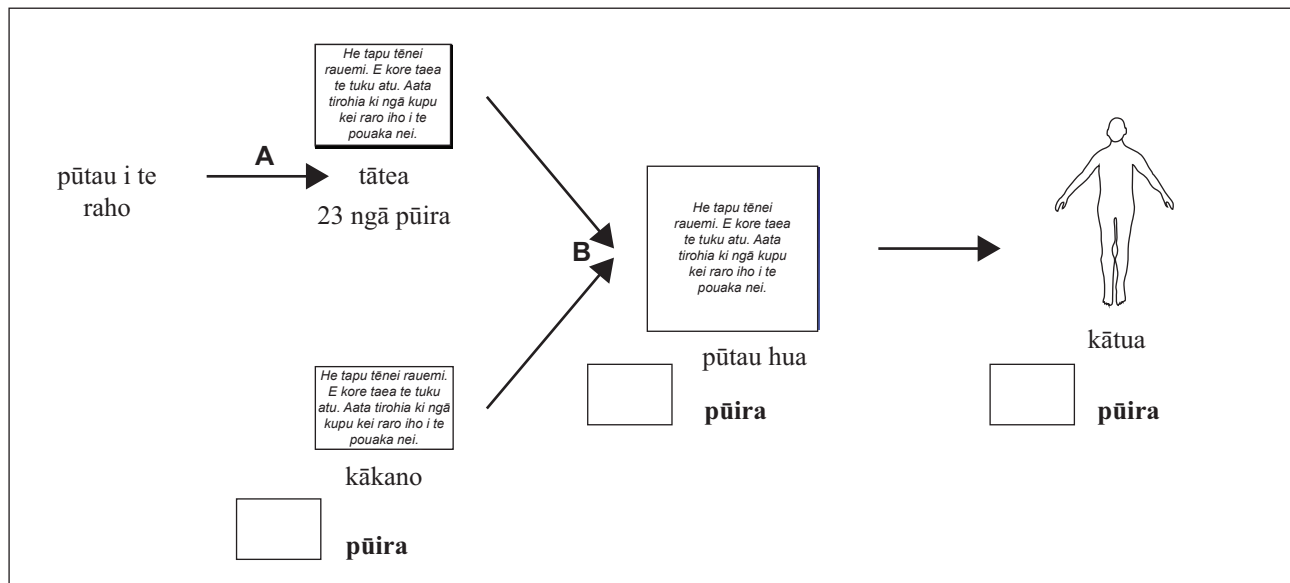 He tapu tēnei
rauemi. E kore taea
te tuku atu. Aata
tirohia ki ngā kupu
kei raro iho i te
pouaka nei.
pūtau i te
raho
A
tātea
23 ngā pūira
B
He tapu tēnei
rauemi. E kore taea
te tuku atu. Aata
tirohia ki ngā kupu
kei raro iho i te
pouaka nei.
pūtau hua
pūira
kātua
pūira
He tapu tēnei rauemi.
E kore taea te tuku
atu. Aata tirohia ki ngā
kupu kei raro iho i te
pouaka nei.
kākano
pūira